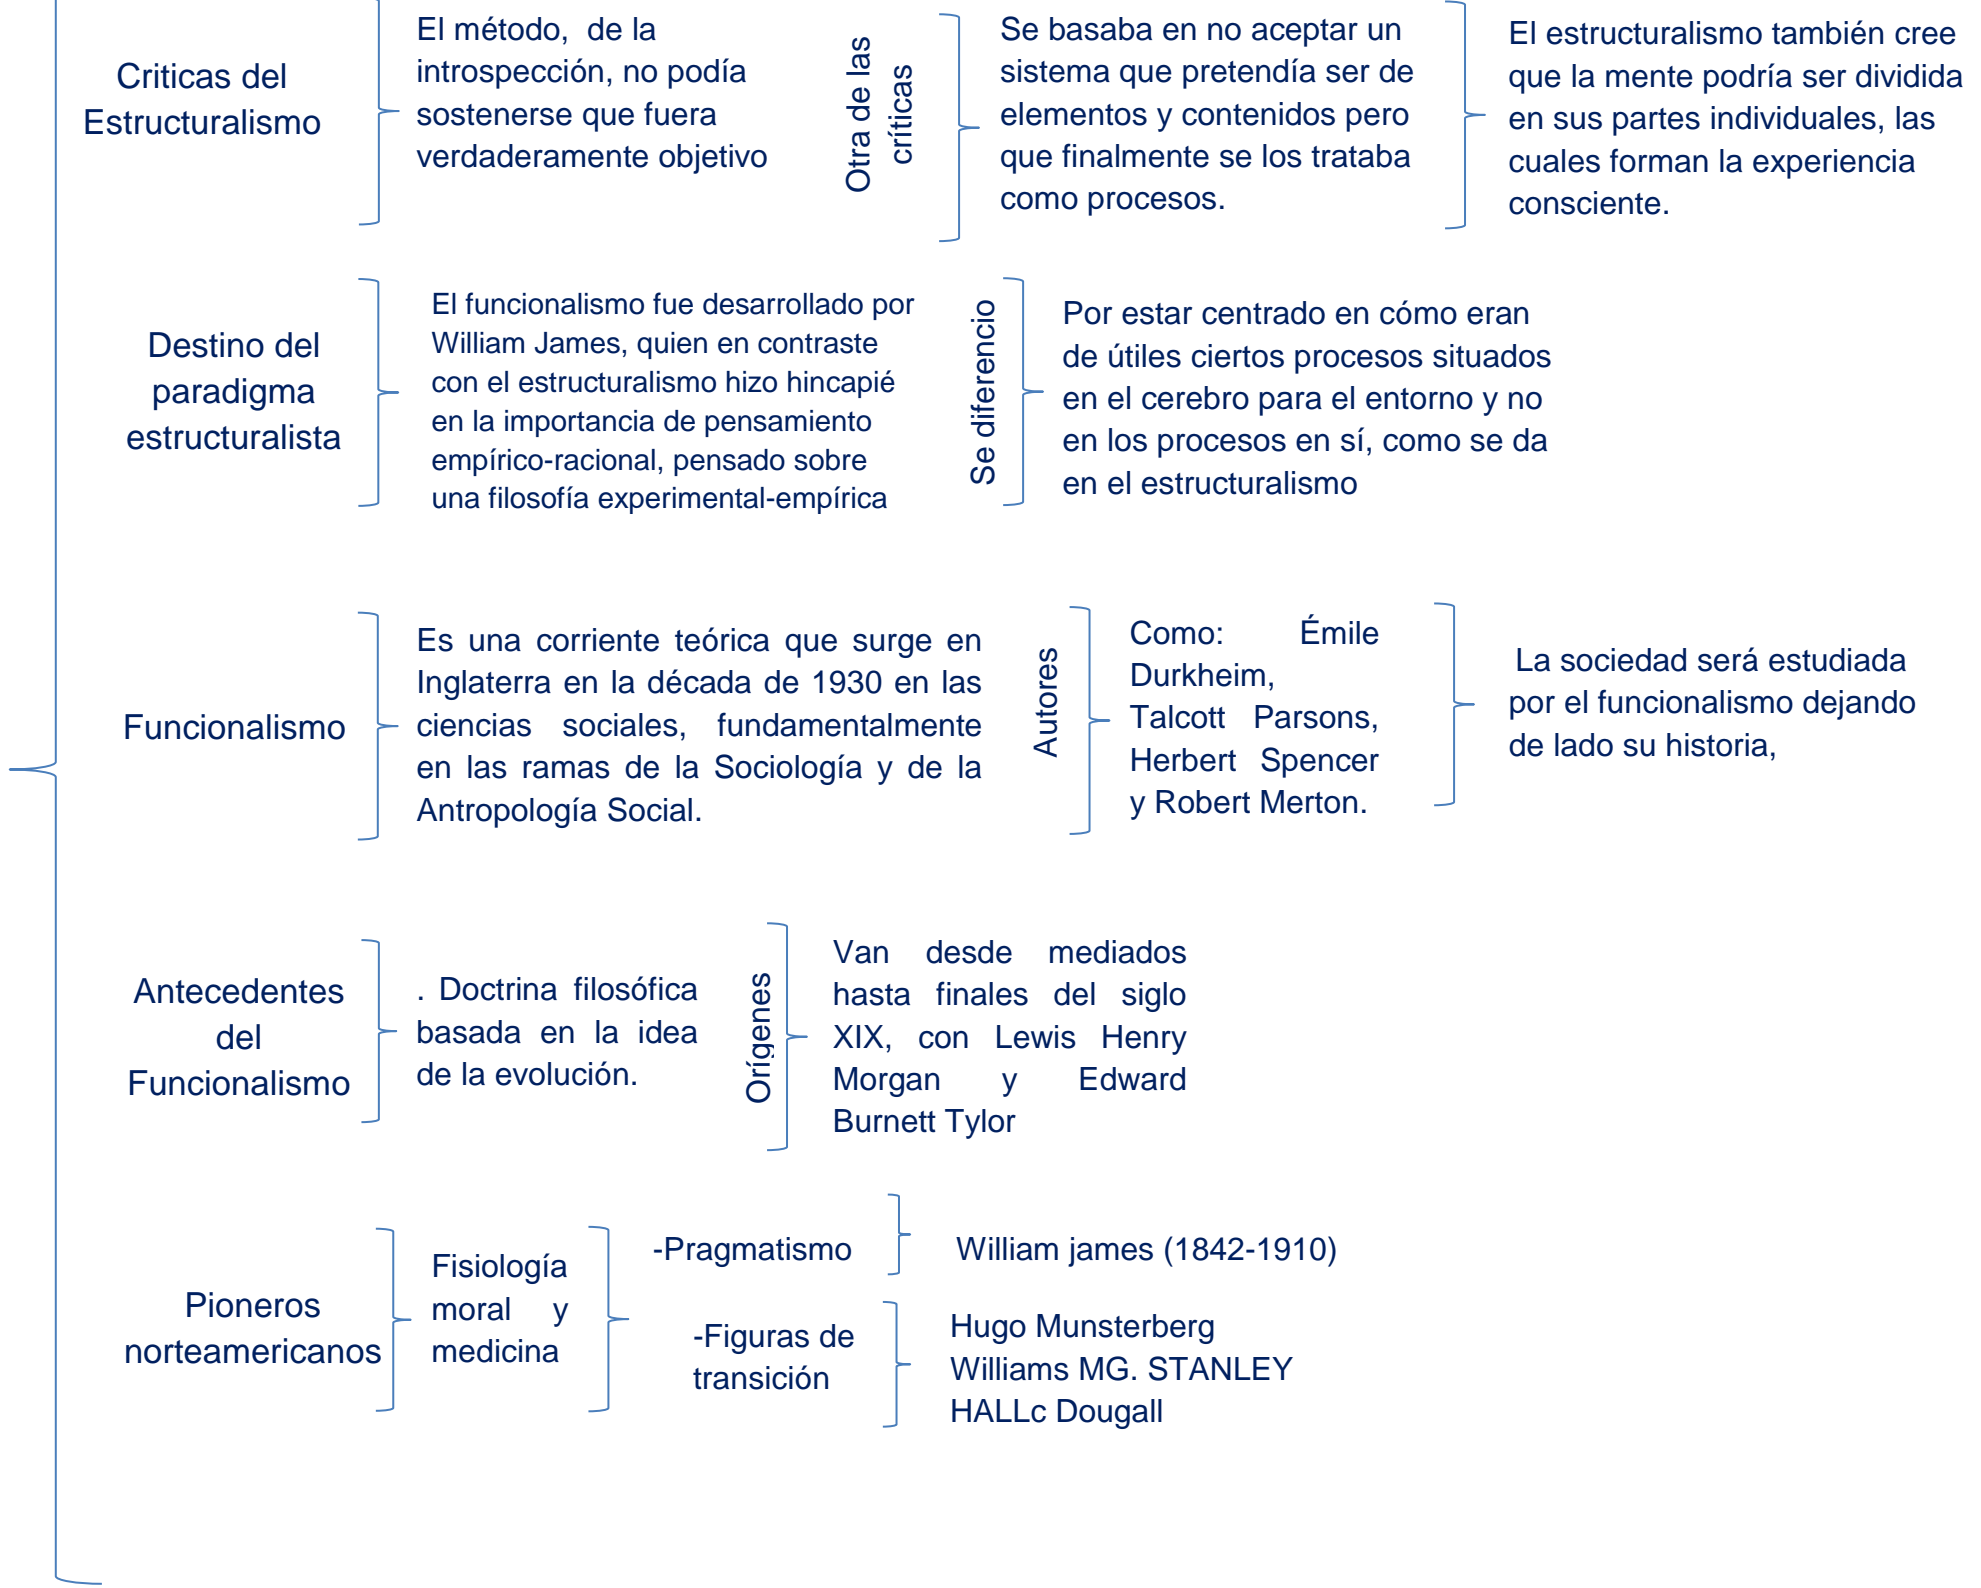 Criticas del
Estructuralismo
El método,  de la
introspección, no podía
sostenerse que fuera
verdaderamente objetivo
Otra de las
críticas
Se basaba en no aceptar un
sistema que pretendía ser de
elementos y contenidos pero
que finalmente se los trataba
como procesos.
El estructuralismo también cree
que la mente podría ser dividida
en sus partes individuales, las
cuales forman la experiencia
consciente.
Destino del
paradigma
estructuralista
El funcionalismo fue desarrollado por
William James, quien en contraste
con el estructuralismo hizo hincapié
en la importancia de pensamiento
empírico-racional, pensado sobre
una filosofía experimental-empírica
Se diferencio
Por estar centrado en cómo eran
de útiles ciertos procesos situados
en el cerebro para el entorno y no
en los procesos en sí, como se da
en el estructuralismo
Funcionalismo
Es una corriente teórica que surge en
Inglaterra en la década de 1930 en las
ciencias sociales, fundamentalmente
en las ramas de la Sociología y de la
Antropología Social.
Autores
Como: Émile
Durkheim,
Talcott Parsons,
Herbert Spencer
y Robert Merton.
La sociedad será estudiada
por el funcionalismo dejando
de lado su historia,
Antecedentes
del
Funcionalismo
. Doctrina filosófica
basada en la idea
de la evolución.
Orígenes
Van desde mediados
hasta finales del siglo
XIX, con Lewis Henry
Morgan y Edward
Burnett Tylor
Pioneros
norteamericanos
Fisiología
moral y
medicina
-Pragmatismo
William james (1842-1910)
-Figuras de
transición
Hugo Munsterberg
Williams MG. STANLEY
HALLc Dougall